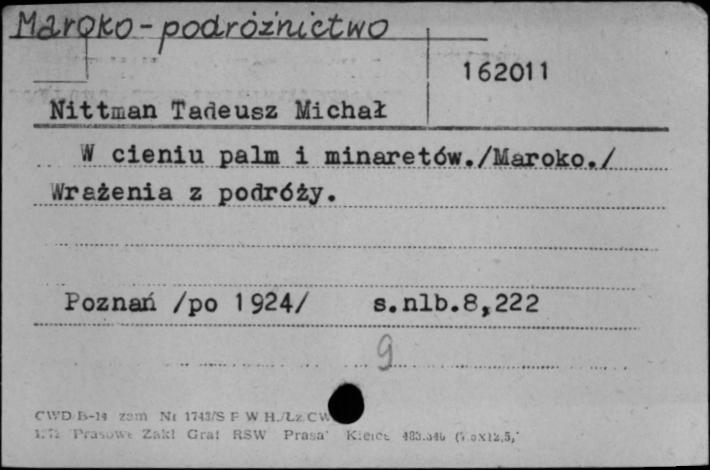 Maroko - podróżnictwo
162011
Nittman Tadeusz Michał
W cieniu palm i minaretów./Maroko./
Wrażenia z podróży.
Poznań /po 1924/ s.nlb.8,222
9
CWD B-14 zam Nr 1743/S F W H./Łz.CW
Prasowe Zakł Graf RSW Prasa' Kielce